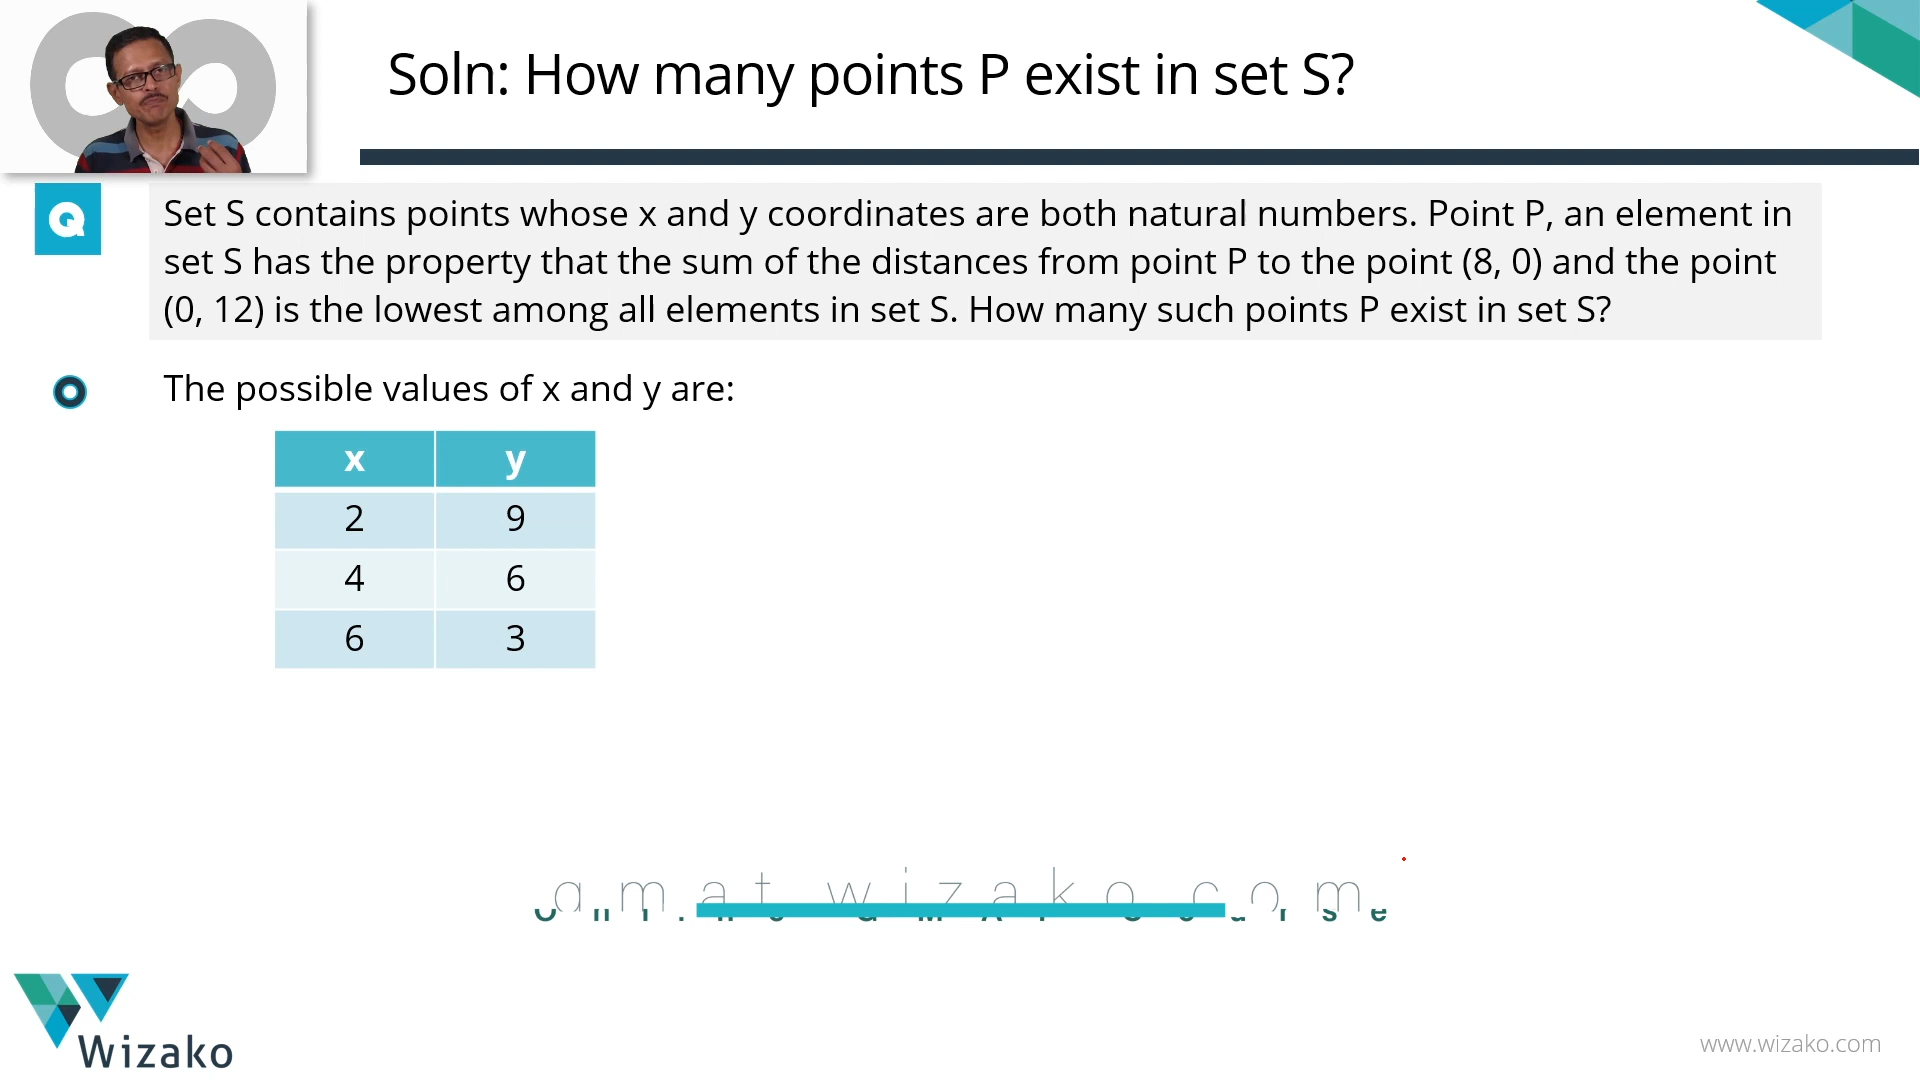 Soln: How many points P exist in set S?
Q
Set S contains points whose x and y coordinates are both natural numbers. Point P, an element in
set S has the property that the sum of the distances from point P to the point (8, 0) and the point
(0, 12) is the lowest among all elements in set S. How many such points P exist in set S?
The possible values of x and y are:
x y
2 9
4 6
6 3
gmat.wizako.com
Wizako
www.wizako.com